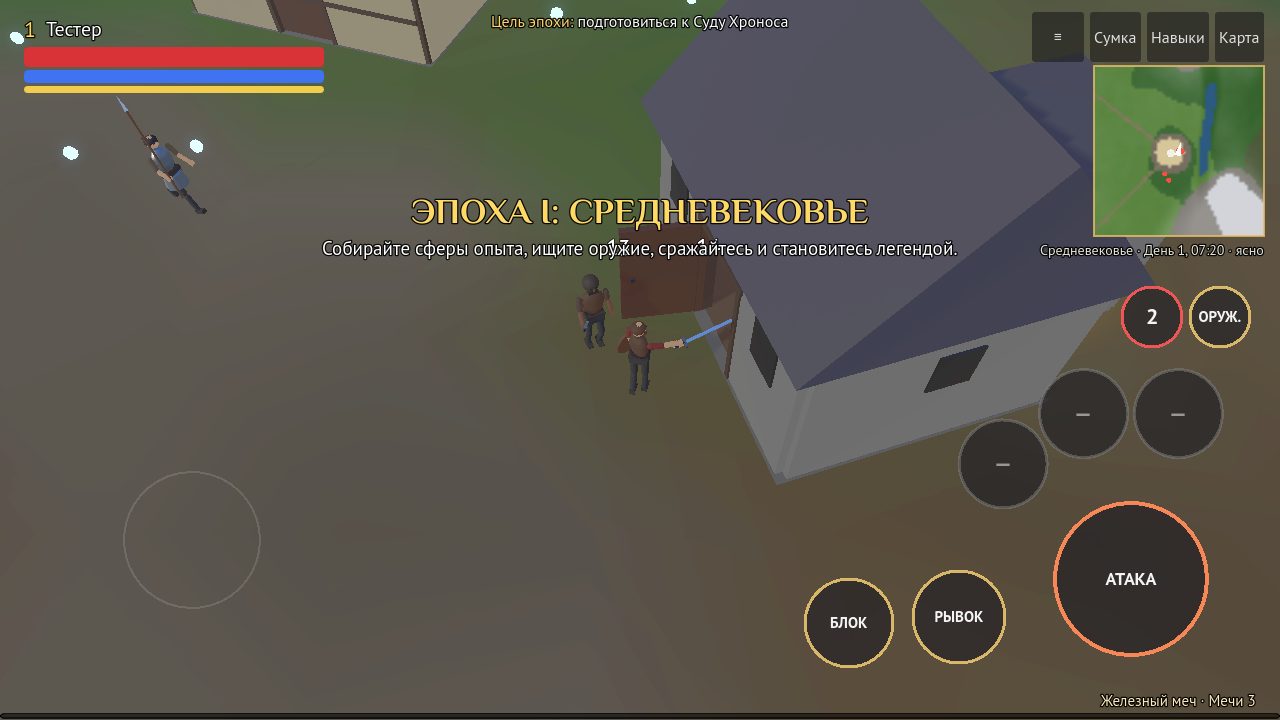 1 Тестер
Цель эпохи: подготовиться к Суду Хроноса
≡
Сумка
Навыки
Карта
ЭПОХА I: СРЕДНЕВЕКОВЬЕ
Собирайте сферы опыта, ищите оружие, сражайтесь и становитесь легендой.
Средневековье · День 1, 07:20 · ясно
2
ОРУЖ.
–
–
–
АТАКА
БЛОК
РЫВОК
Железный меч · Мечи 3